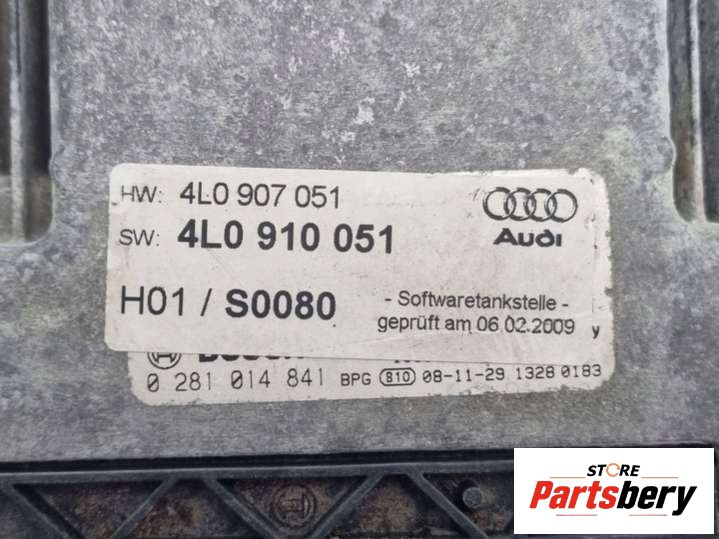 HW: 4L0 907 051
SW: 4L0 910 051
Audi
H01 / S0080
- Softwaretankstelle -
geprüft am 06.02.2009 y
0 281 014 841 BPG 810 08-11-29 1328 0183
STORE
Partsbery